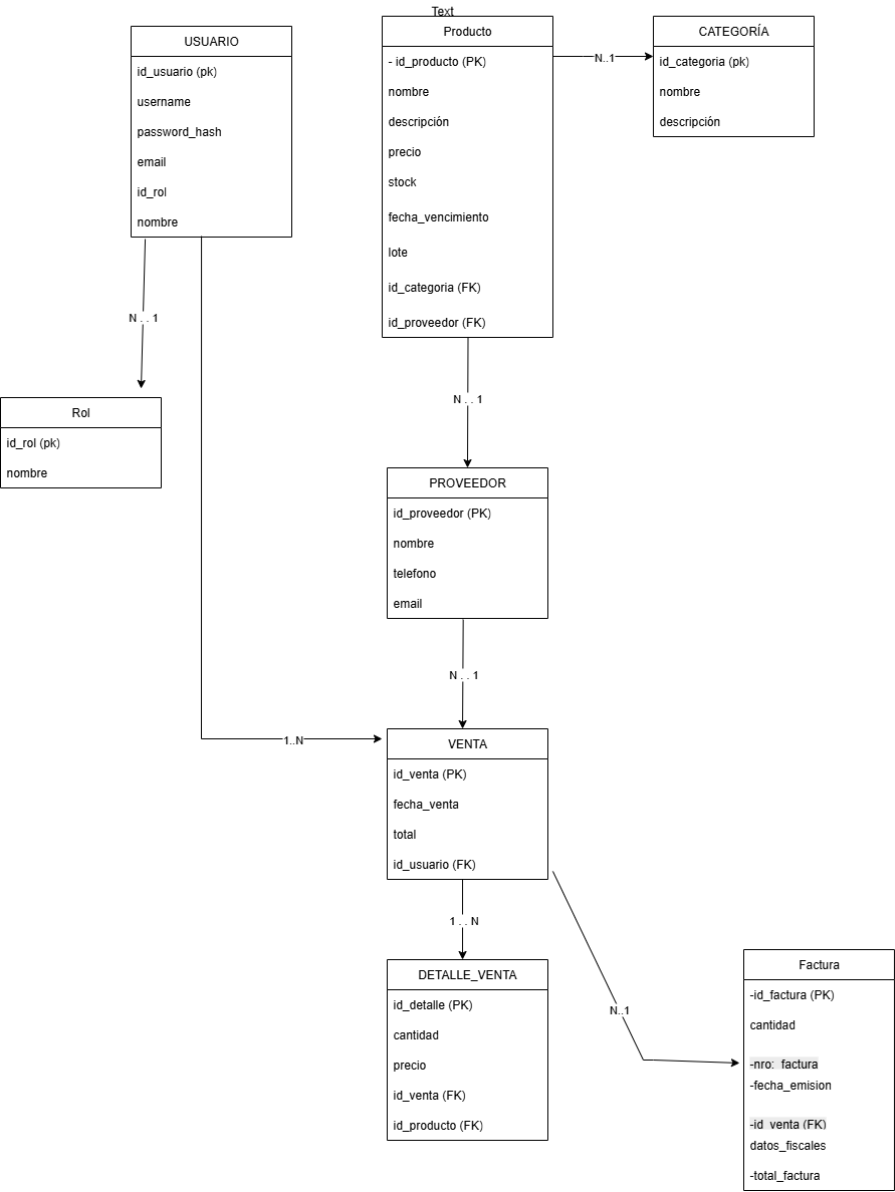 Text
USUARIO
id_usuario (pk)
username
password_hash
email
id_rol
nombre
Producto
- id_producto (PK)
nombre
descripción
precio
stock
fecha_vencimiento
lote
id_categoria (FK)
id_proveedor (FK)
N..1
CATEGORÍA
id_categoria (pk)
nombre
descripción
N . . 1
Rol
id_rol (pk)
nombre
N . . 1
PROVEEDOR
id_proveedor (PK)
nombre
telefono
email
N . . 1
1..N
VENTA
id_venta (PK)
fecha_venta
total
id_usuario (FK)
1 . . N
DETALLE_VENTA
id_detalle (PK)
cantidad
precio
id_venta (FK)
id_producto (FK)
N..1
Factura
-id_factura (PK)
cantidad
-nro:_factura
-fecha_emision
-id_venta (FK)
datos_fiscales
-total_factura